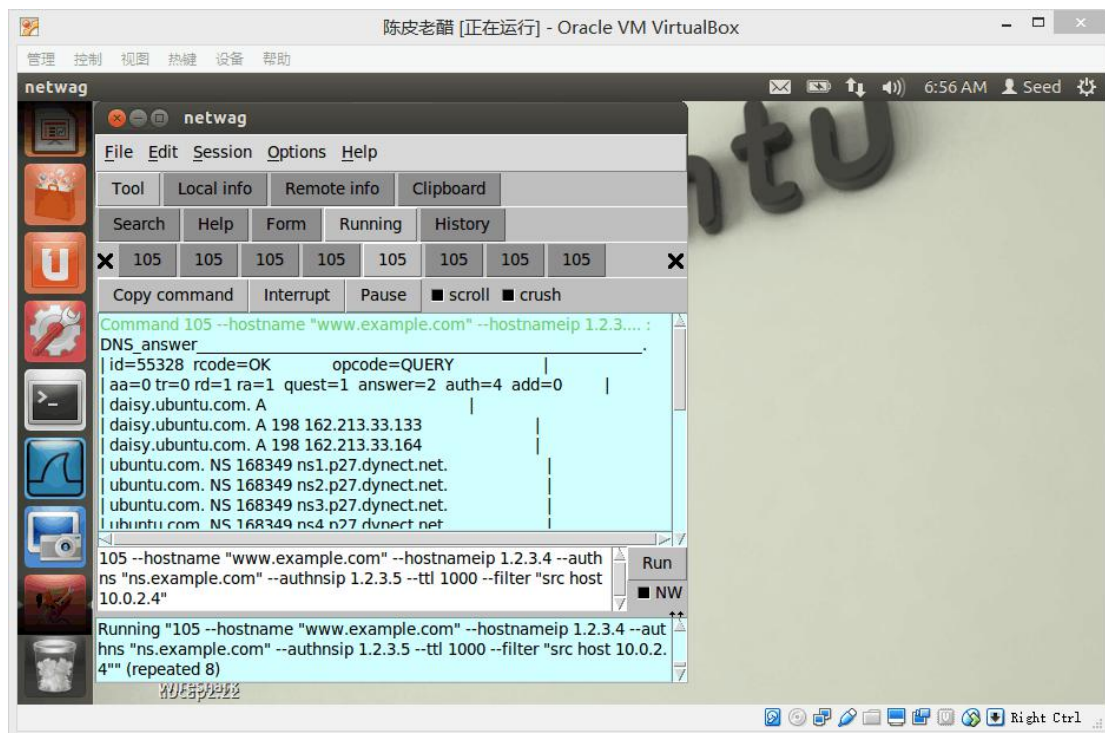 陈皮老醋 [正在运行] - Oracle VM VirtualBox
管理 控制 视图 热键 设备 帮助
netwag 6:56 AM Seed
netwag
File Edit Session Options Help
Tool Local info Remote info Clipboard
Search Help Form Running History
105 105 105 105 105 105 105 105
Copy command Interrupt Pause scroll crush
Command 105 --hostname "www.example.com" --hostnameip 1.2.3.... :
DNS_answer_______________________________________________.
| id=55328 rcode=OK opcode=QUERY |
| aa=0 tr=0 rd=1 ra=1 quest=1 answer=2 auth=4 add=0 |
| daisy.ubuntu.com. A |
| daisy.ubuntu.com. A 198 162.213.33.133 |
| daisy.ubuntu.com. A 198 162.213.33.164 |
| ubuntu.com. NS 168349 ns1.p27.dynect.net. |
| ubuntu.com. NS 168349 ns2.p27.dynect.net. |
| ubuntu.com. NS 168349 ns3.p27.dynect.net. |
| ubuntu.com. NS 168349 ns4.p27.dynect.net. |
105 --hostname "www.example.com" --hostnameip 1.2.3.4 --auth
ns "ns.example.com" --authnsip 1.2.3.5 --ttl 1000 --filter "src host
10.0.2.4"
Run
NW
Running "105 --hostname "www.example.com" --hostnameip 1.2.3.4 --aut
hns "ns.example.com" --authnsip 1.2.3.5 --ttl 1000 --filter "src host 10.0.2.
4"" (repeated 8)
ntu
Right Ctrl